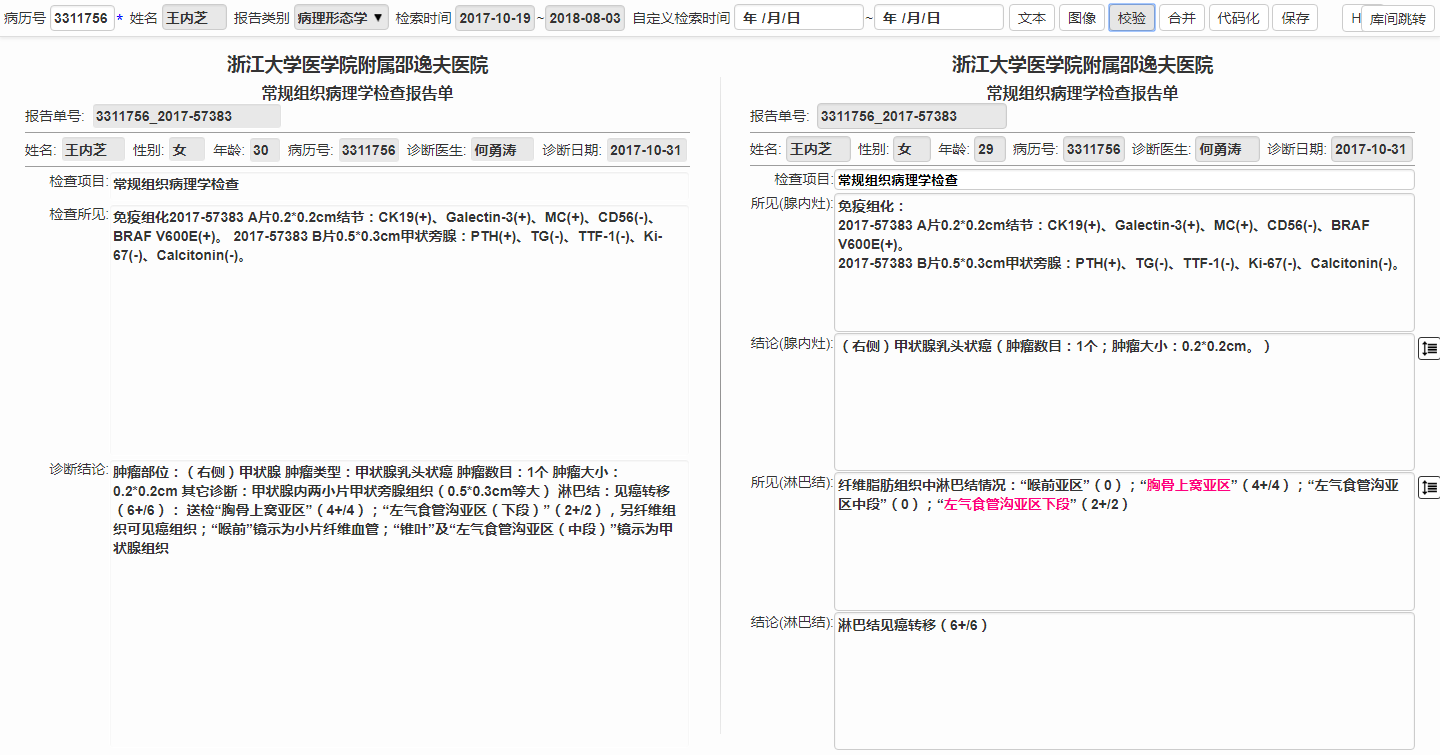 病历号 3311756 * 姓名 王内芝 报告类别 病理形态学 ▼ 检索时间 2017-10-19 ~ 2018-08-03 自定义检索时间 年 /月/日 ~ 年 /月/日 文本 图像 校验 合并 代码化 保存 H 库间跳转
浙江大学医学院附属邵逸夫医院
常规组织病理学检查报告单
报告单号: 3311756_2017-57383
姓名: 王内芝 性别: 女 年龄: 30 病历号: 3311756 诊断医生: 何勇涛 诊断日期: 2017-10-31
检查项目: 常规组织病理学检查
检查所见: 免疫组化2017-57383 A片0.2*0.2cm结节：CK19(+)、Galectin-3(+)、MC(+)、CD56(-)、
BRAF V600E(+)。 2017-57383 B片0.5*0.3cm甲状旁腺：PTH(+)、TG(-)、TTF-1(-)、Ki-
67(-)、Calcitonin(-)。
诊断结论: 肿瘤部位：（右侧）甲状腺 肿瘤类型：甲状腺乳头状癌 肿瘤数目：1个 肿瘤大小：
0.2*0.2cm 其它诊断：甲状腺内两小片甲状旁腺组织（0.5*0.3cm等大） 淋巴结：见癌转移
（6+/6）： 送检“胸骨上窝亚区”（4+/4）；“左气食管沟亚区（下段）”（2+/2），另纤维组
织可见癌组织；“喉前”镜示为小片纤维血管；“锥叶”及“左气食管沟亚区（中段）”镜示为甲
状腺组织
浙江大学医学院附属邵逸夫医院
常规组织病理学检查报告单
报告单号: 3311756_2017-57383
姓名: 王内芝 性别: 女 年龄: 29 病历号: 3311756 诊断医生: 何勇涛 诊断日期: 2017-10-31
检查项目: 常规组织病理学检查
所见(腺内灶): 免疫组化：
2017-57383 A片0.2*0.2cm结节：CK19(+)、Galectin-3(+)、MC(+)、CD56(-)、BRAF
V600E(+)。
2017-57383 B片0.5*0.3cm甲状旁腺：PTH(+)、TG(-)、TTF-1(-)、Ki-67(-)、Calcitonin(-)。
结论(腺内灶): （右侧）甲状腺乳头状癌（肿瘤数目：1个；肿瘤大小：0.2*0.2cm。）
所见(淋巴结): 纤维脂肪组织中淋巴结情况：“喉前亚区”（0）；“胸骨上窝亚区”（4+/4）；“左气食管沟亚
区中段”（0）；“左气食管沟亚区下段”（2+/2）
结论(淋巴结): 淋巴结见癌转移（6+/6）